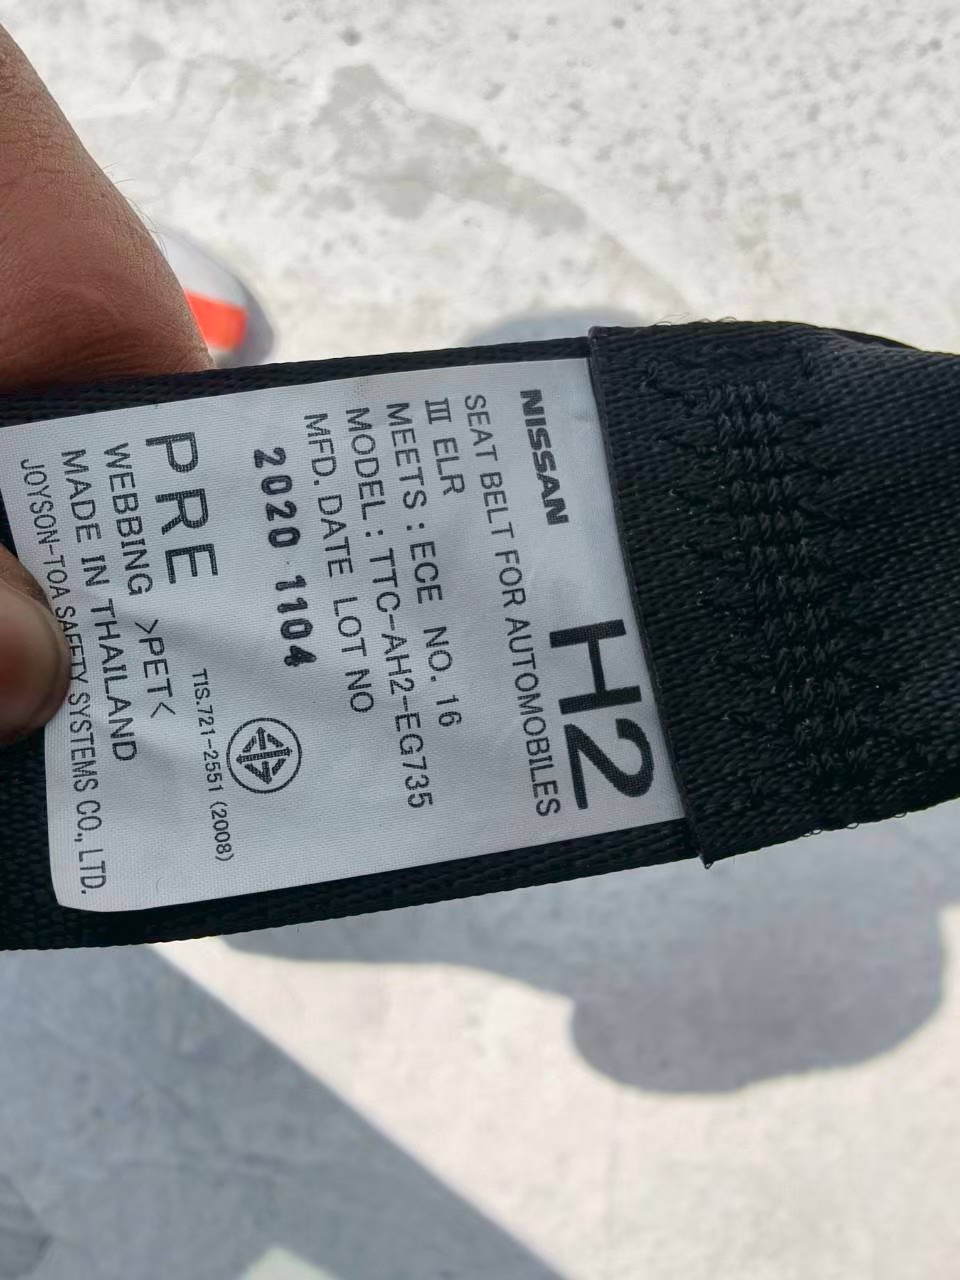 NISSAN H2
SEAT BELT FOR AUTOMOBILES
III ELR
MEETS : ECE NO. 16
MODEL : TTC-AH2-EG735
MFD. DATE LOT NO
2020 1104
TIS.721-2551 (2008)
PRE
WEBBING >PET<
MADE IN THAILAND
JOYSON-TOA SAFETY SYSTEMS CO., LTD.